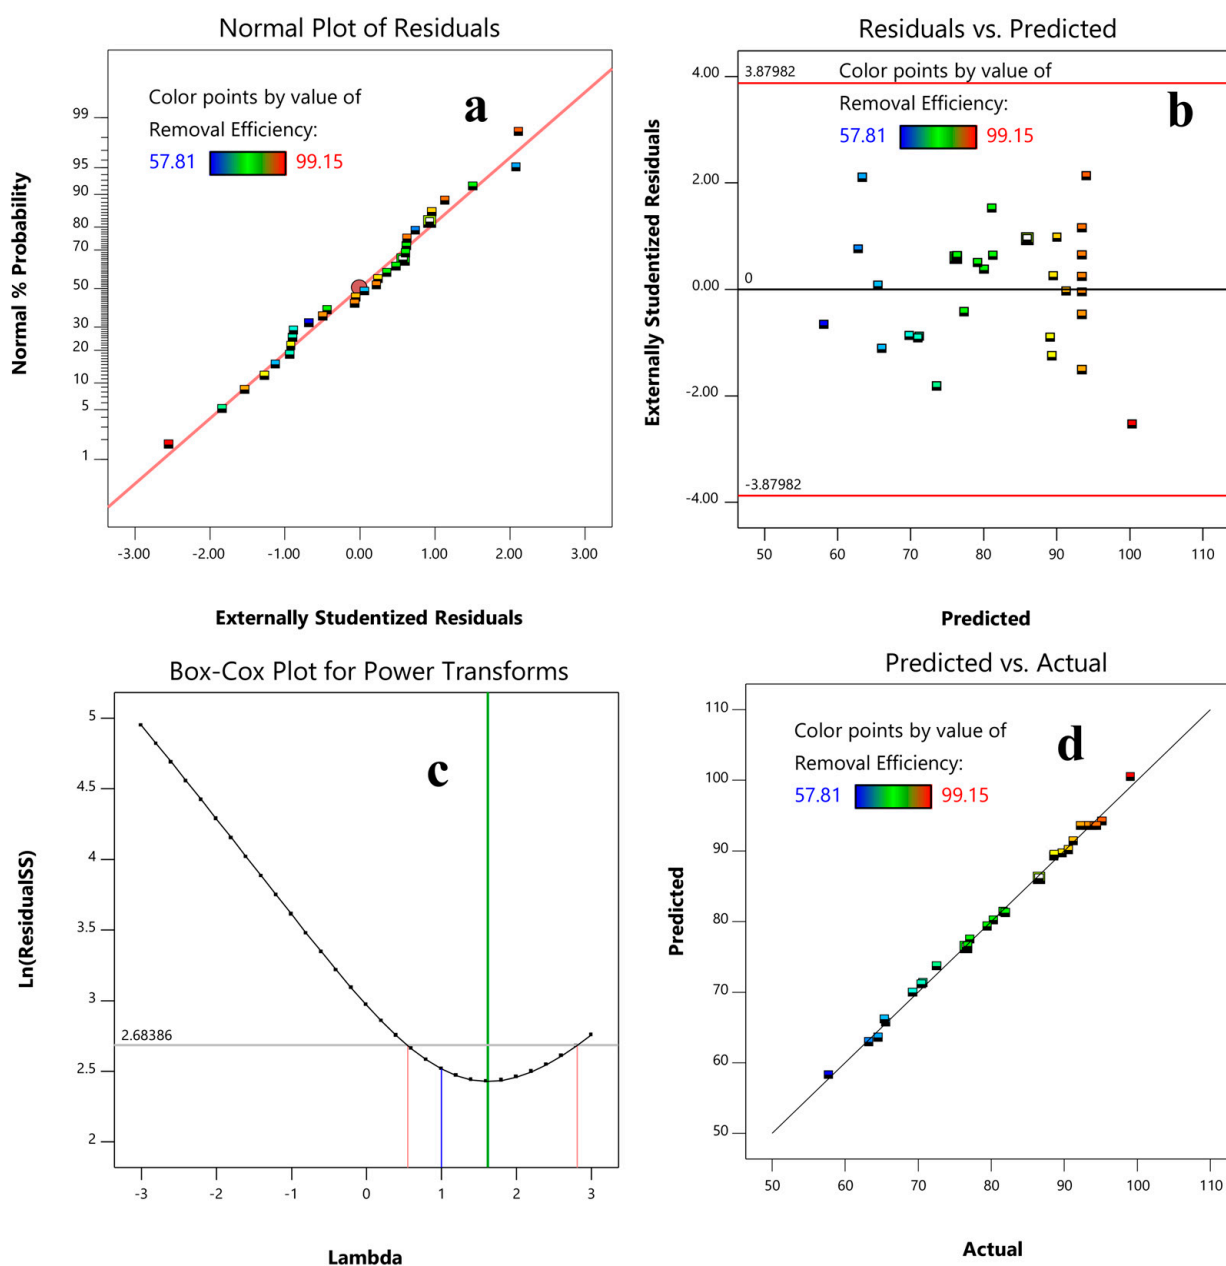 Normal Plot of Residuals
Color points by value of
Removal Efficiency:
57.81 99.15
a
Normal % Probability
99
95
90
80
70
50
30
20
10
5
1
-3.00 -2.00 -1.00 0.00 1.00 2.00 3.00
Externally Studentized Residuals
Residuals vs. Predicted
3.87982
Color points by value of
Removal Efficiency:
57.81 99.15
b
Externally Studentized Residuals
4.00
2.00
0.00
-2.00
-4.00
0
-3.87982
50 60 70 80 90 100 110
Predicted
Box-Cox Plot for Power Transforms
c
Ln(ResidualSS)
5
4.5
4
3.5
3
2.5
2
2.68386
-3 -2 -1 0 1 2 3
Lambda
Predicted vs. Actual
Color points by value of
Removal Efficiency:
57.81 99.15
d
Predicted
110
100
90
80
70
60
50
50 60 70 80 90 100 110
Actual